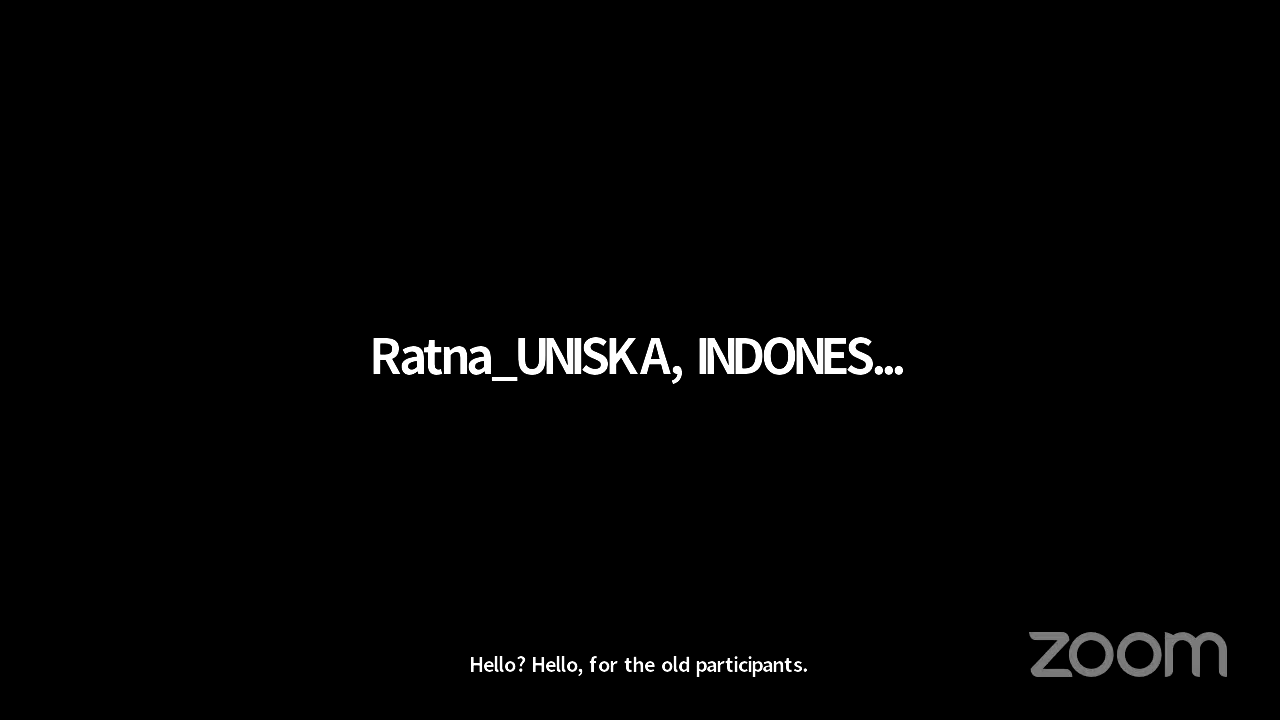 Ratna_UNISKA, INDONES...
Hello? Hello, for the old participants.
zoom